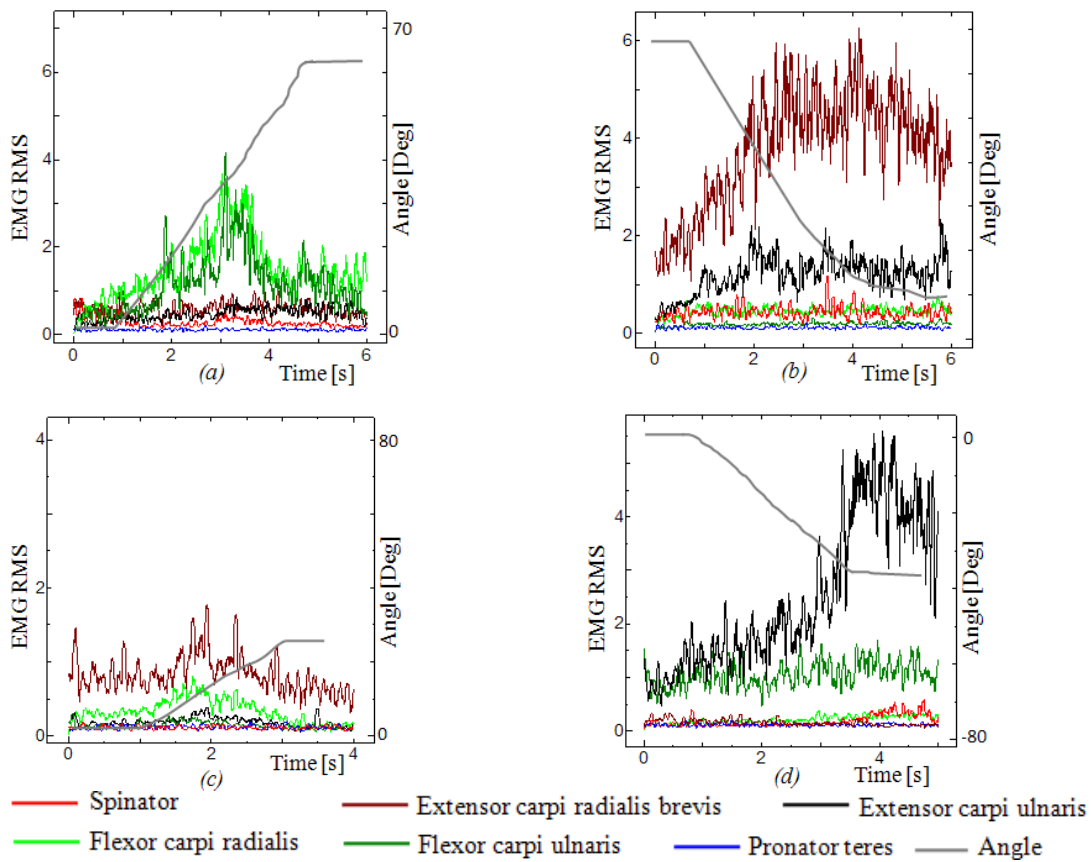 70
6
4
2
0
EMG RMS
Angle [Deg]
0
0 2 4 6
Time [s]
(a)
6
4
2
0
EMG RMS
Angle [Deg]
0 2 4 6
Time [s]
(b)
4
2
0
EMG RMS
80
Angle [Deg]
0
0 2 4
Time [s]
(c)
4
2
0
EMG RMS
0
Angle [Deg]
-80
0 2 4
Time [s]
(d)
Spinator Extensor carpi radialis brevis Extensor carpi ulnaris
Flexor carpi radialis Flexor carpi ulnaris Pronator teres Angle